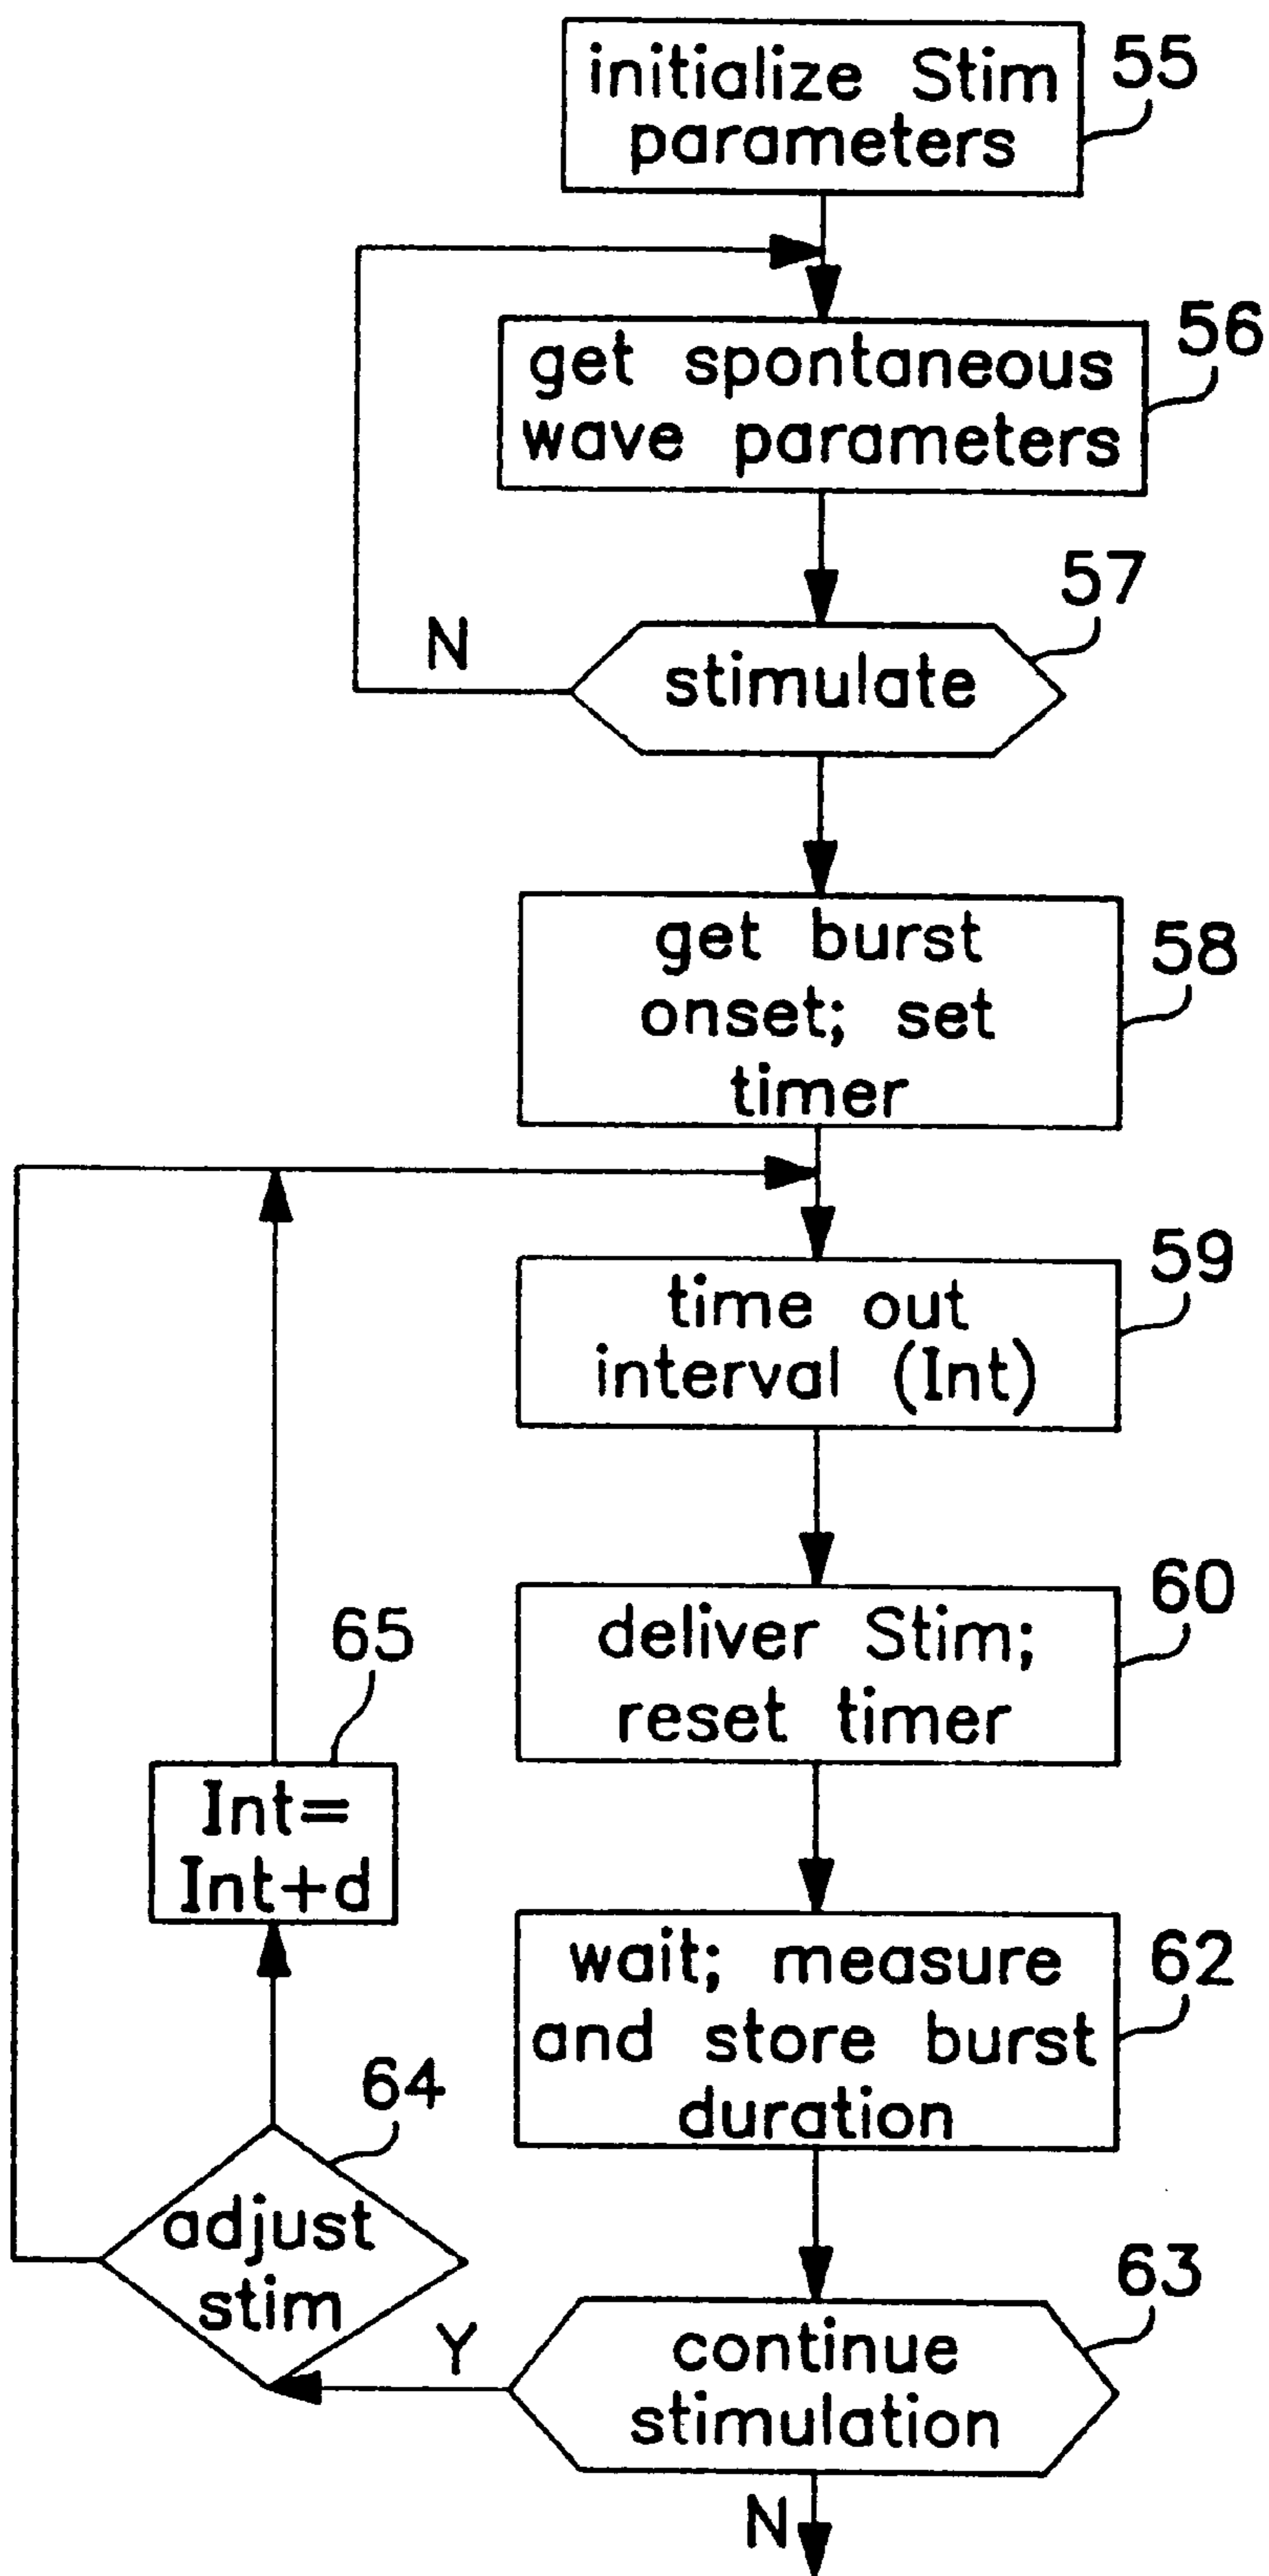 initialize Stim
parameters
55
get spontaneous
wave parameters
56
57
N
stimulate
get burst
onset; set
timer
58
time out
interval (Int)
59
deliver Stim;
reset timer
60
65
Int=
Int+d
wait; measure
and store burst
duration
62
64
adjust
stim
63
Y
continue
stimulation
N